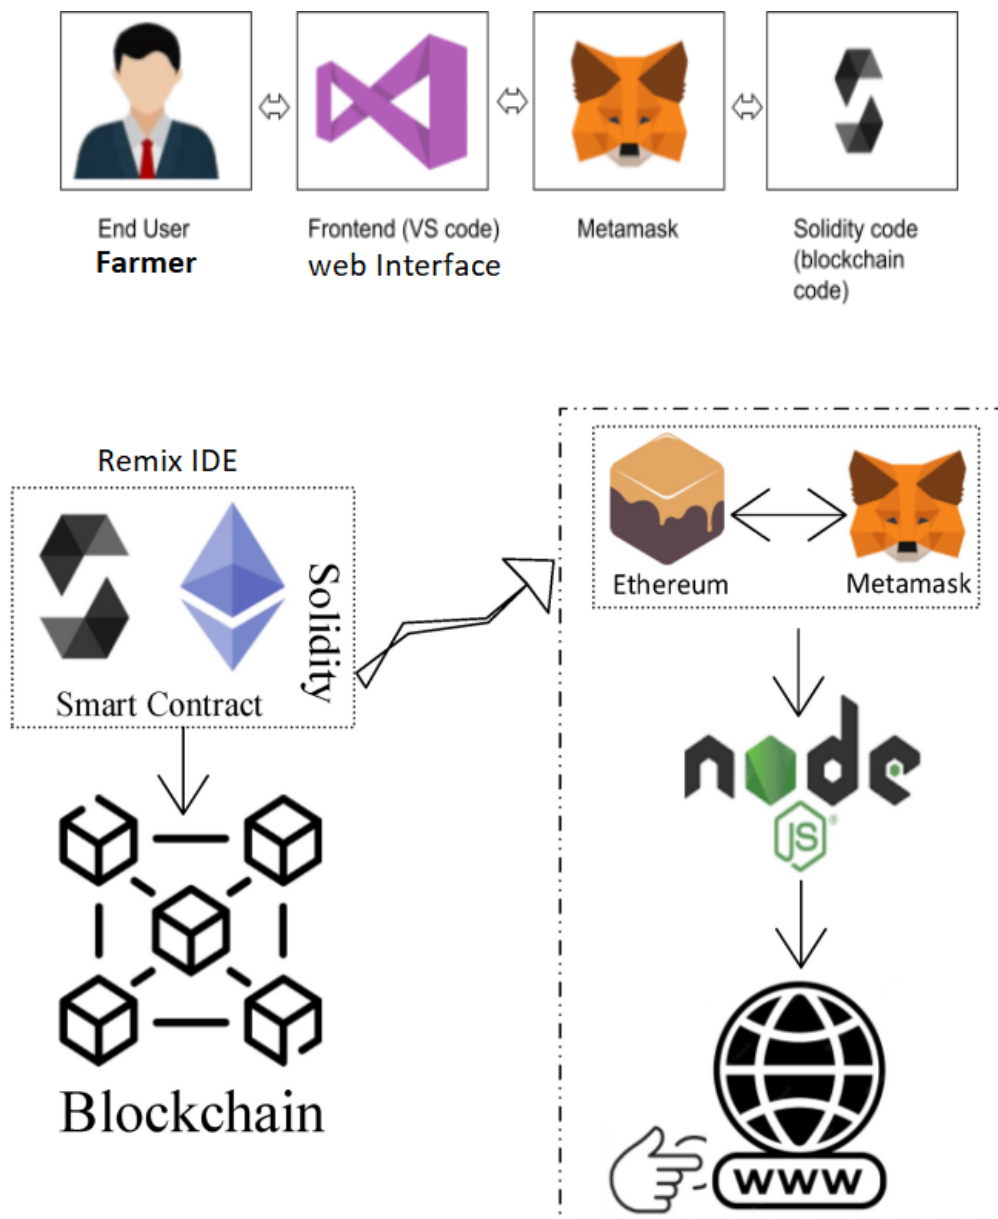 End User
Farmer
Frontend (VS code)
web Interface
Metamask
Solidity code
(blockchain
code)
Remix IDE
Solidity
Smart Contract
Ethereum
Metamask
node
JS®
Blockchain
www